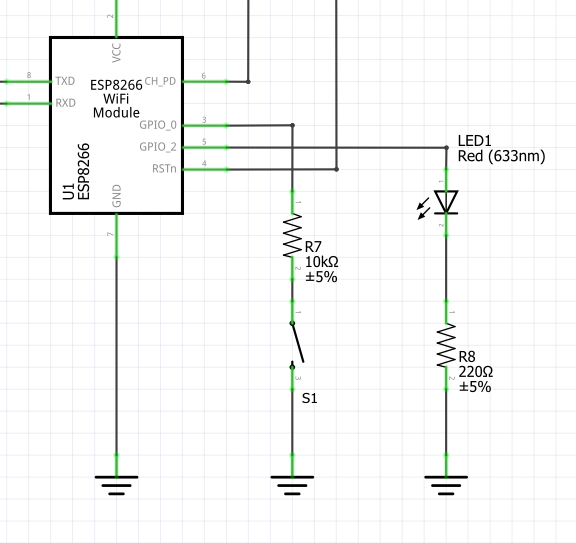 2
VCC
8
TXD
1
RXD
ESP8266
WiFi
Module
CH_PD
6
GPIO_0
3
GPIO_2
5
RSTn
4
U1
ESP8266
GND
7
LED1
Red (633nm)
1
2
1
R7
10kΩ
±5%
2
1
S1
3
1
R8
220Ω
±5%
2